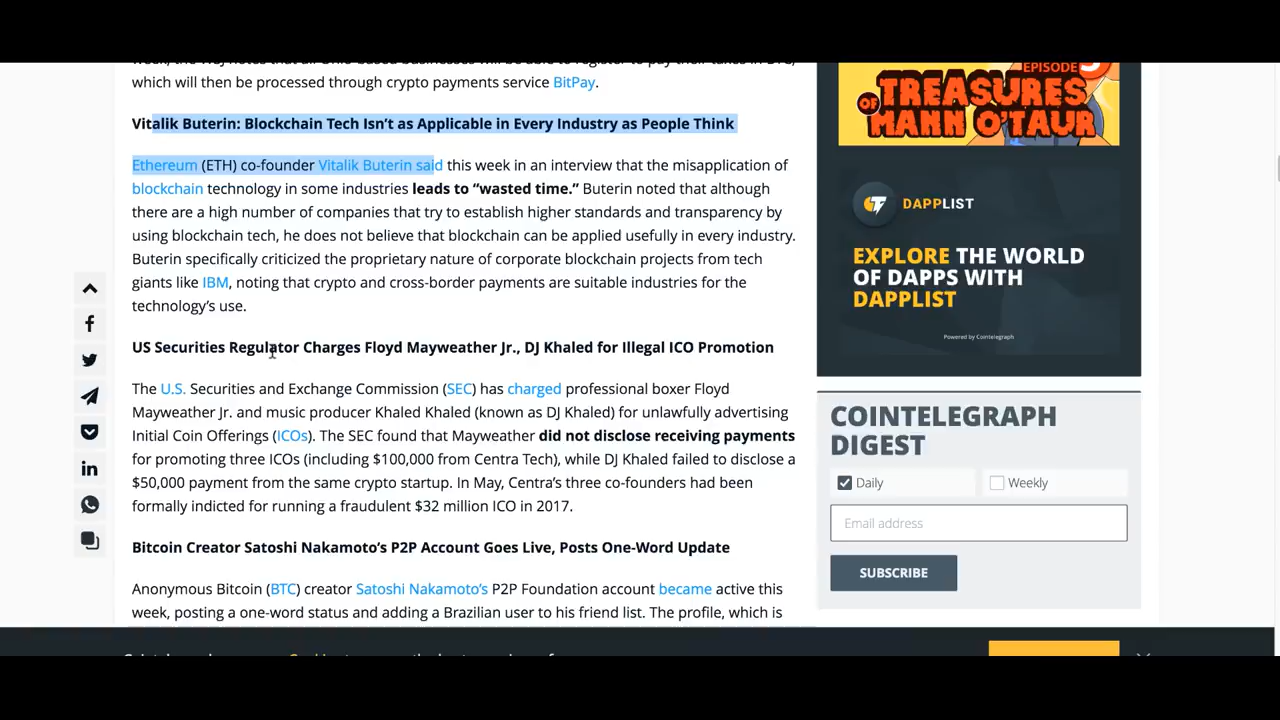 which will then be processed through crypto payments service BitPay.
Vitalik Buterin: Blockchain Tech Isn't as Applicable in Every Industry as People Think
Ethereum (ETH) co-founder Vitalik Buterin said this week in an interview that the misapplication of
blockchain technology in some industries leads to “wasted time.” Buterin noted that although
there are a high number of companies that try to establish higher standards and transparency by
using blockchain tech, he does not believe that blockchain can be applied usefully in every industry.
Buterin specifically criticized the proprietary nature of corporate blockchain projects from tech
giants like IBM, noting that crypto and cross-border payments are suitable industries for the
technology's use.
US Securities Regulator Charges Floyd Mayweather Jr., DJ Khaled for Illegal ICO Promotion
The U.S. Securities and Exchange Commission (SEC) has charged professional boxer Floyd
Mayweather Jr. and music producer Khaled Khaled (known as DJ Khaled) for unlawfully advertising
Initial Coin Offerings (ICOs). The SEC found that Mayweather did not disclose receiving payments
for promoting three ICOs (including $100,000 from Centra Tech), while DJ Khaled failed to disclose a
$50,000 payment from the same crypto startup. In May, Centra's three co-founders had been
formally indicted for running a fraudulent $32 million ICO in 2017.
Bitcoin Creator Satoshi Nakamoto's P2P Account Goes Live, Posts One-Word Update
Anonymous Bitcoin (BTC) creator Satoshi Nakamoto's P2P Foundation account became active this
week, posting a one-word status and adding a Brazilian user to his friend list. The profile, which is
EPISODE
TREASURES
OF
MANN O'TAUR
DAPPLIST
EXPLORE THE WORLD
OF DAPPS WITH
DAPPLIST
Powered by Cointelegraph
COINTELEGRAPH
DIGEST
Daily
Weekly
Email address
SUBSCRIBE